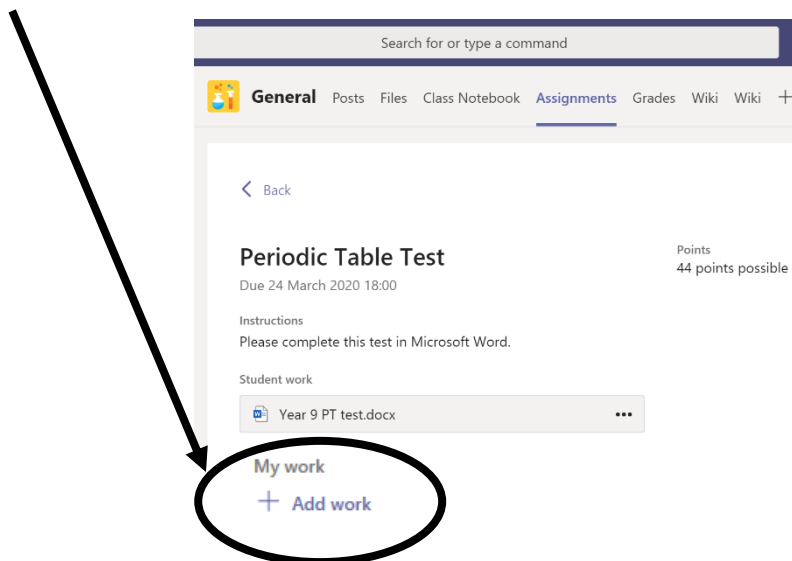 Search for or type a command
General Posts Files Class Notebook Assignments Grades Wiki Wiki +
Back
Periodic Table Test
Due 24 March 2020 18:00
Points
44 points possible
Instructions
Please complete this test in Microsoft Word.
Student work
Year 9 PT test.docx •••
My work
+ Add work